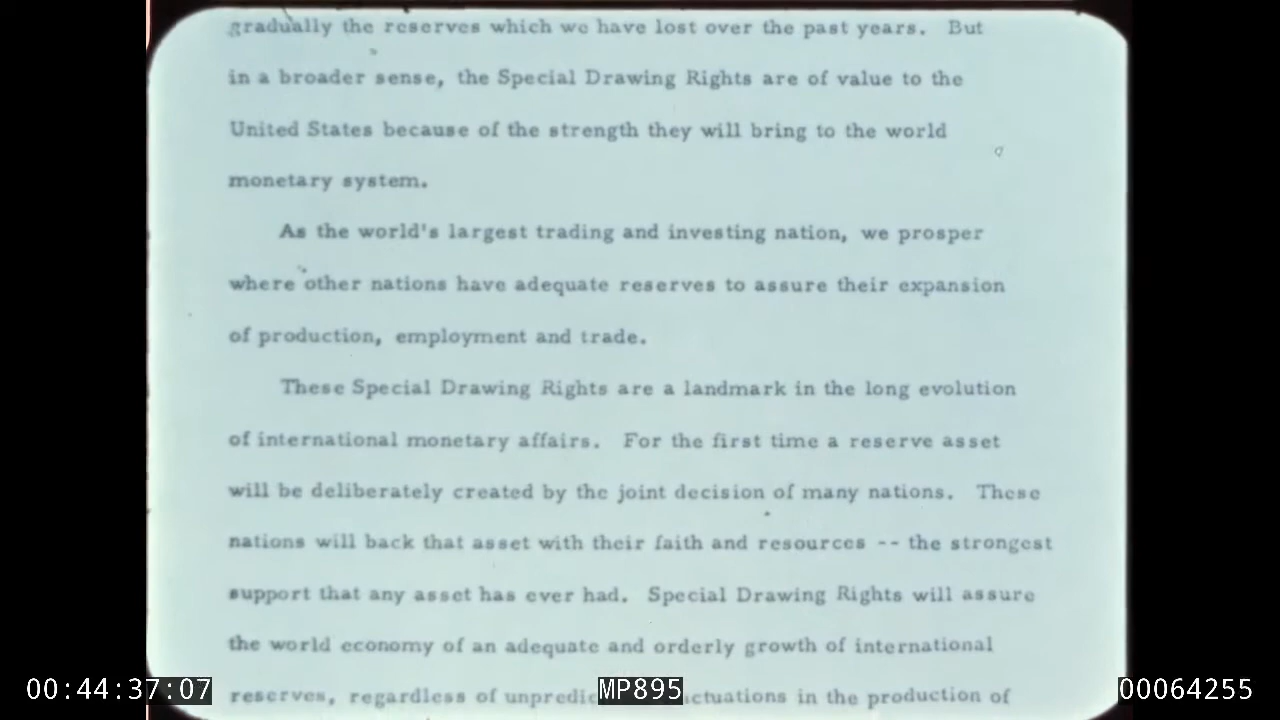 gradually the reserves which we have lost over the past years. But
in a broader sense, the Special Drawing Rights are of value to the
United States because of the strength they will bring to the world
monetary system.
As the world's largest trading and investing nation, we prosper
where other nations have adequate reserves to assure their expansion
of production, employment and trade.
These Special Drawing Rights are a landmark in the long evolution
of international monetary affairs. For the first time a reserve asset
will be deliberately created by the joint decision of many nations. These
nations will back that asset with their faith and resources -- the strongest
support that any asset has ever had. Special Drawing Rights will assure
the world economy of an adequate and orderly growth of international
reserves, regardless of in the production of
00:44:37:07 MP895 00064255